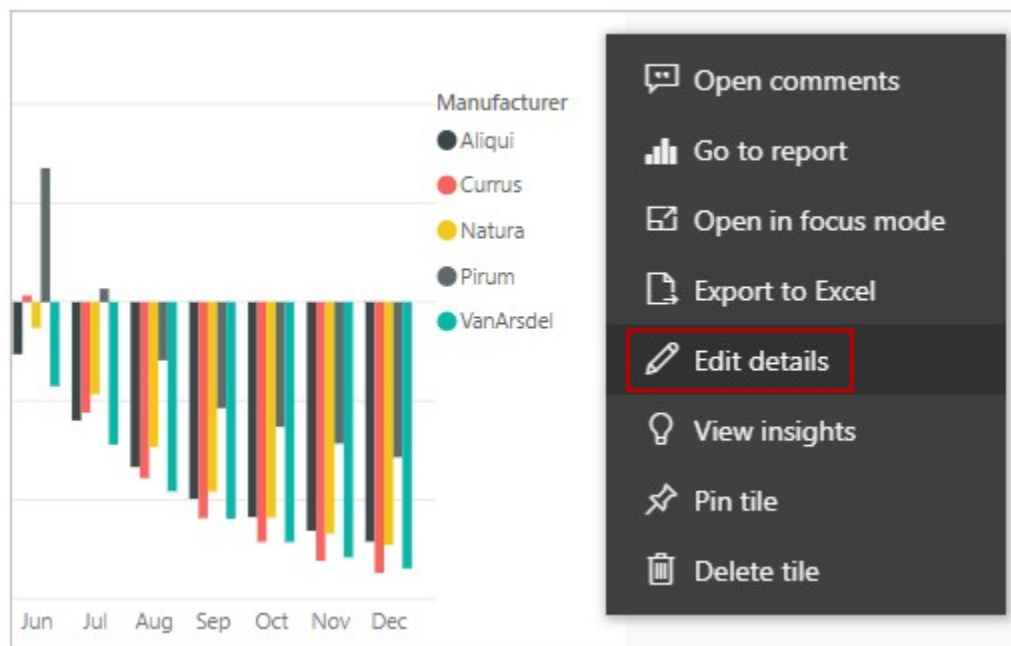 Manufacturer
Aliqui
Currus
Natura
Pirum
VanArsdel
Jun Jul Aug Sep Oct Nov Dec
Open comments
Go to report
Open in focus mode
Export to Excel
Edit details
View insights
Pin tile
Delete tile